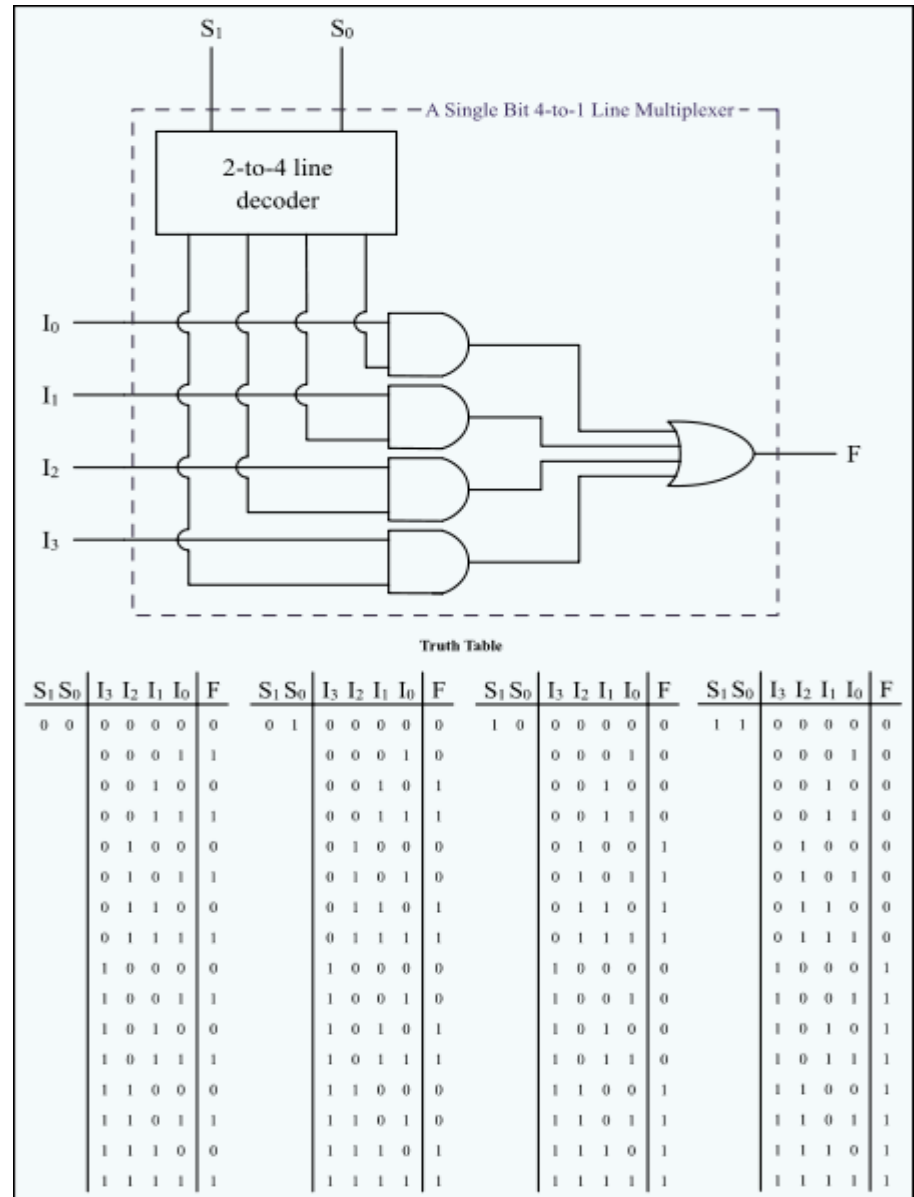 S1 S0
A Single Bit 4-to-1 Line Multiplexer
2-to-4 line
decoder
I0
I1
I2
F
I3
Truth Table
S1 S0 I3 I2 I1 I0 F S1 S0 I3 I2 I1 I0 F S1 S0 I3 I2 I1 I0 F S1 S0 I3 I2 I1 I0 F
0 0 0 0 0 0 0 0 1 0 0 0 0 0 1 0 0 0 0 0 0 1 1 0 0 0 0 0
0 0 0 1 1 0 0 0 1 0 0 0 0 1 0 0 0 0 1 0
0 0 1 0 0 0 0 1 0 1 0 0 1 0 0 0 0 1 0 0
0 0 1 1 1 0 0 1 1 1 0 0 1 1 0 0 0 1 1 0
0 1 0 0 0 0 1 0 0 0 0 1 0 0 1 0 1 0 0 0
0 1 0 1 1 0 1 0 1 0 0 1 0 1 1 0 1 0 1 0
0 1 1 0 0 0 1 1 0 1 0 1 1 0 1 0 1 1 0 0
0 1 1 1 1 0 1 1 1 1 0 1 1 1 1 0 1 1 1 0
1 0 0 0 0 1 0 0 0 0 1 0 0 0 0 1 0 0 0 1
1 0 0 1 1 1 0 0 1 0 1 0 0 1 0 1 0 0 1 1
1 0 1 0 0 1 0 1 0 1 1 0 1 0 0 1 0 1 0 1
1 0 1 1 1 1 0 1 1 1 1 0 1 1 0 1 0 1 1 1
1 1 0 0 0 1 1 0 0 0 1 1 0 0 1 1 1 0 0 1
1 1 0 1 1 1 1 0 1 0 1 1 0 1 1 1 1 0 1 1
1 1 1 0 0 1 1 1 0 1 1 1 1 0 1 1 1 1 0 1
1 1 1 1 1 1 1 1 1 1 1 1 1 1 1 1 1 1 1 1